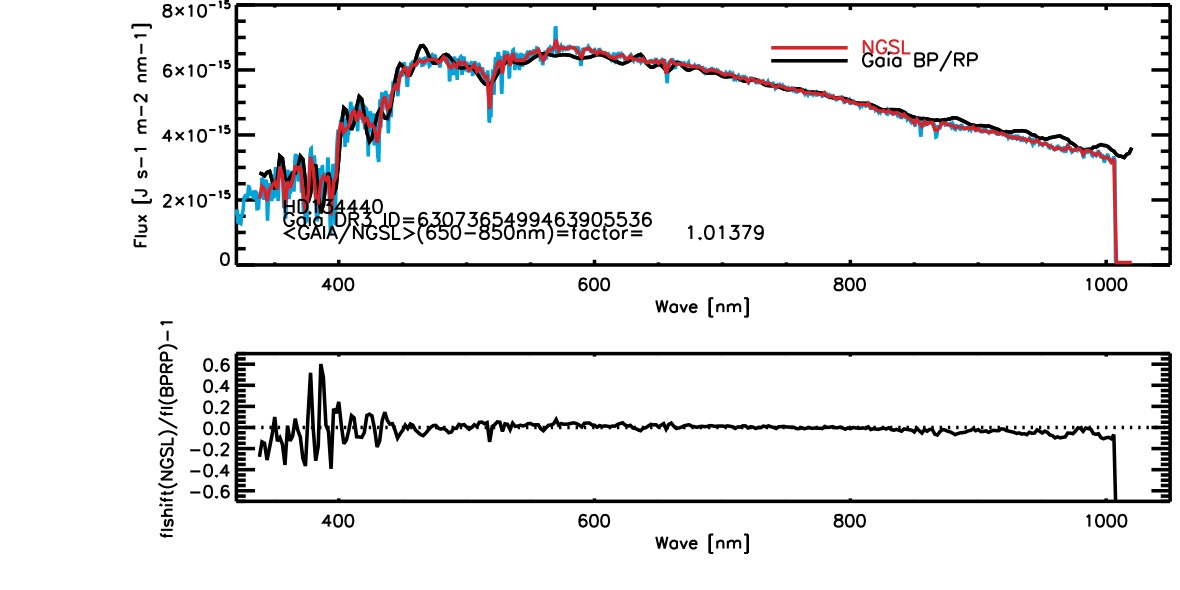 8×10-15
6×10-15
4×10-15
2×10-15
0
Flux [J s-1 m-2 nm-1]
NGSL
Gaia BP/RP
HD134440
Gaia DR3 ID=6307365499463905536
<GAIA/NGSL>(650-850nm)=factor= 1.01379
400 600 800 1000
Wave [nm]
flshift(NGSL)/fl(BPRP)-1
0.6
0.4
0.2
0.0
-0.2
-0.4
-0.6
400 600 800 1000
Wave [nm]